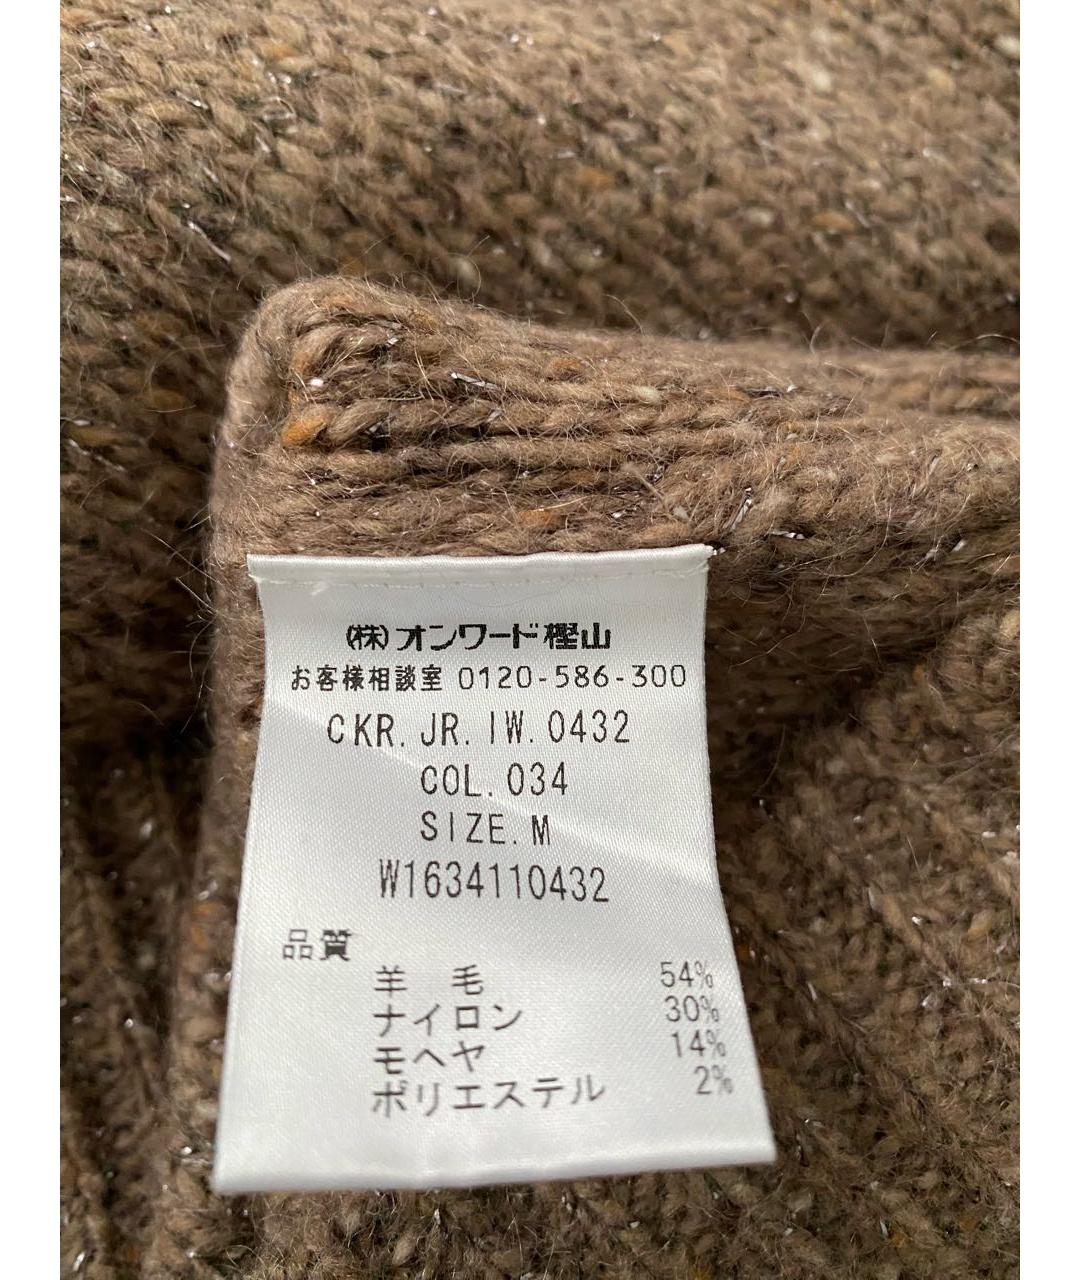 (株)オンワード樫山
お客様相談室 0120-586-300
CKR.JR.IW.0432
COL.034
SIZE.M
W1634110432
品質
羊 毛 54%
ナイロン 30%
モヘヤ 14%
ポリエステル 2%